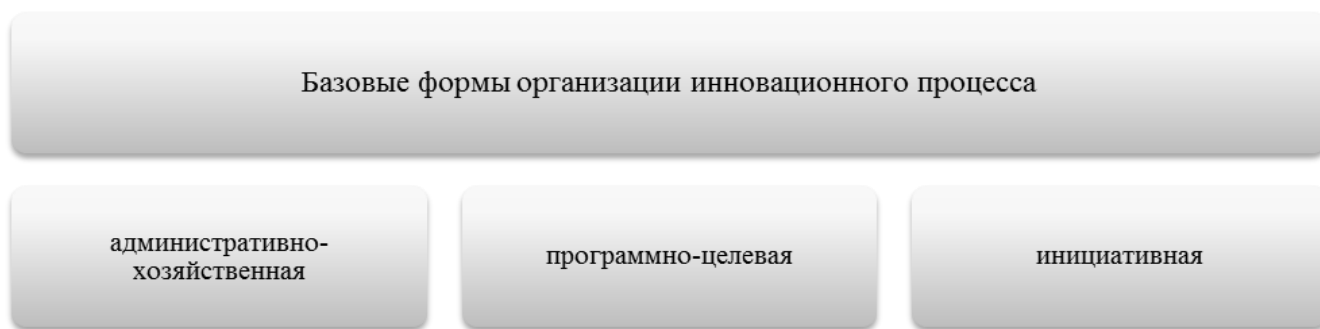 Базовые формы организации инновационного процесса
административно-
хозяйственная
программно-целевая
инициативная